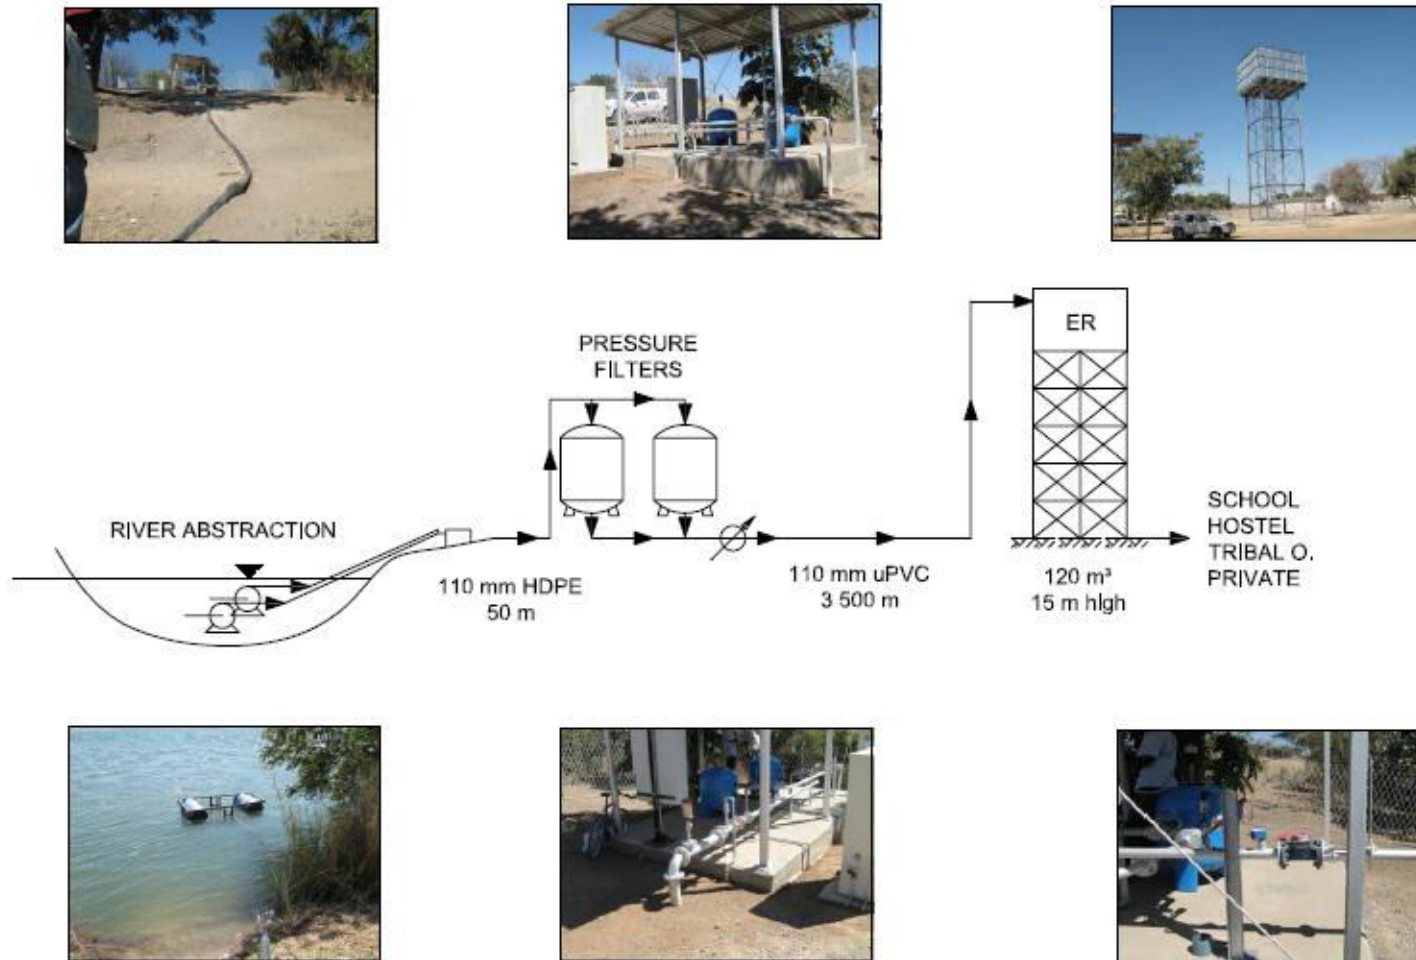 PRESSURE
FILTERS
ER
RIVER ABSTRACTION
110 mm HDPE
50 m
110 mm uPVC
3 500 m
120 m³
15 m high
SCHOOL
HOSTEL
TRIBAL O.
PRIVATE